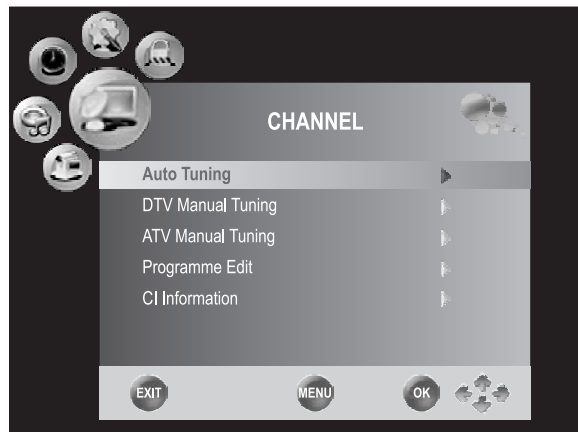 CHANNEL
Auto Tuning
DTV Manual Tuning
ATV Manual Tuning
Programme Edit
CI Information
EXIT MENU OK